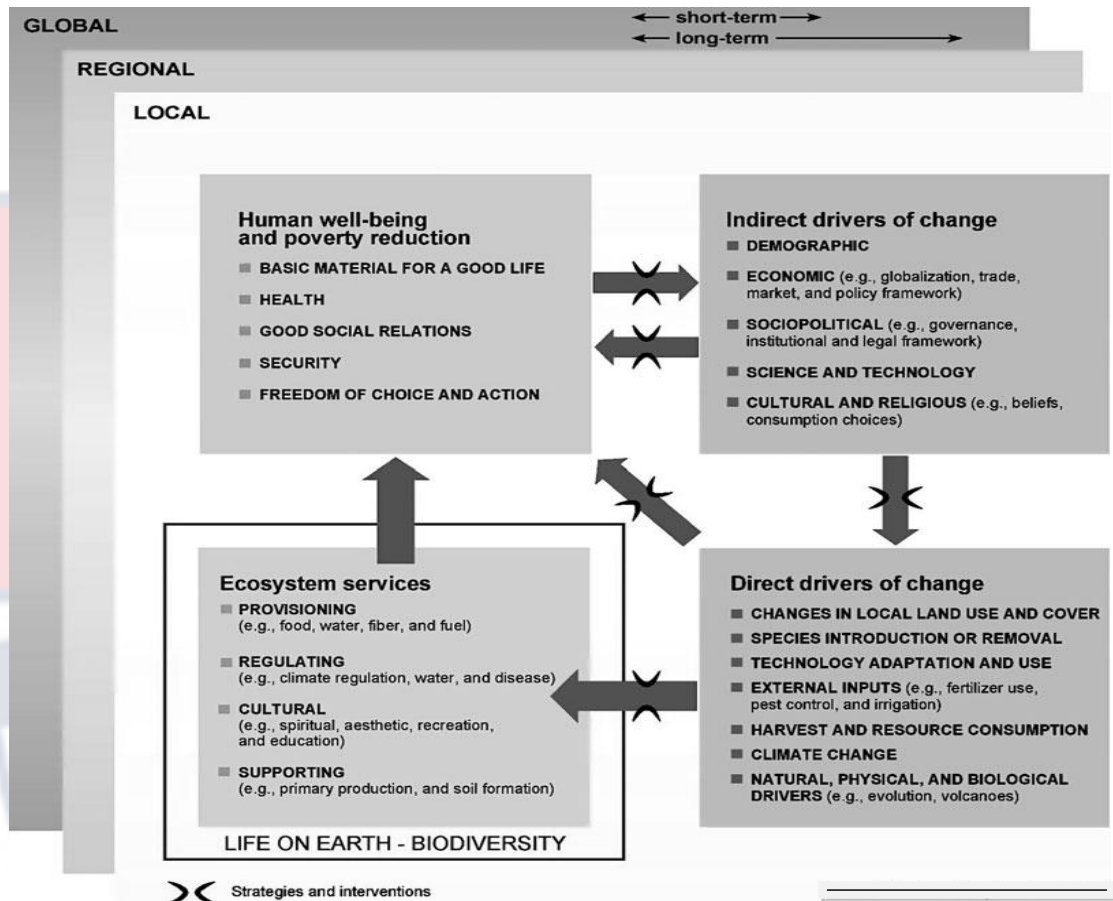 GLOBAL
short-term
long-term
REGIONAL
LOCAL
Human well-being
and poverty reduction
BASIC MATERIAL FOR A GOOD LIFE
HEALTH
GOOD SOCIAL RELATIONS
SECURITY
FREEDOM OF CHOICE AND ACTION
Indirect drivers of change
DEMOGRAPHIC
ECONOMIC (e.g., globalization, trade,
market, and policy framework)
SOCIOPOLITICAL (e.g., governance,
institutional and legal framework)
SCIENCE AND TECHNOLOGY
CULTURAL AND RELIGIOUS (e.g., beliefs,
consumption choices)
Ecosystem services
PROVISIONING
(e.g., food, water, fiber, and fuel)
REGULATING
(e.g., climate regulation, water, and disease)
CULTURAL
(e.g., spiritual, aesthetic, recreation,
and education)
SUPPORTING
(e.g., primary production, and soil formation)
LIFE ON EARTH - BIODIVERSITY
Direct drivers of change
CHANGES IN LOCAL LAND USE AND COVER
SPECIES INTRODUCTION OR REMOVAL
TECHNOLOGY ADAPTATION AND USE
EXTERNAL INPUTS (e.g., fertilizer use,
pest control, and irrigation)
HARVEST AND RESOURCE CONSUMPTION
CLIMATE CHANGE
NATURAL, PHYSICAL, AND BIOLOGICAL
DRIVERS (e.g., evolution, volcanoes)
Strategies and interventions